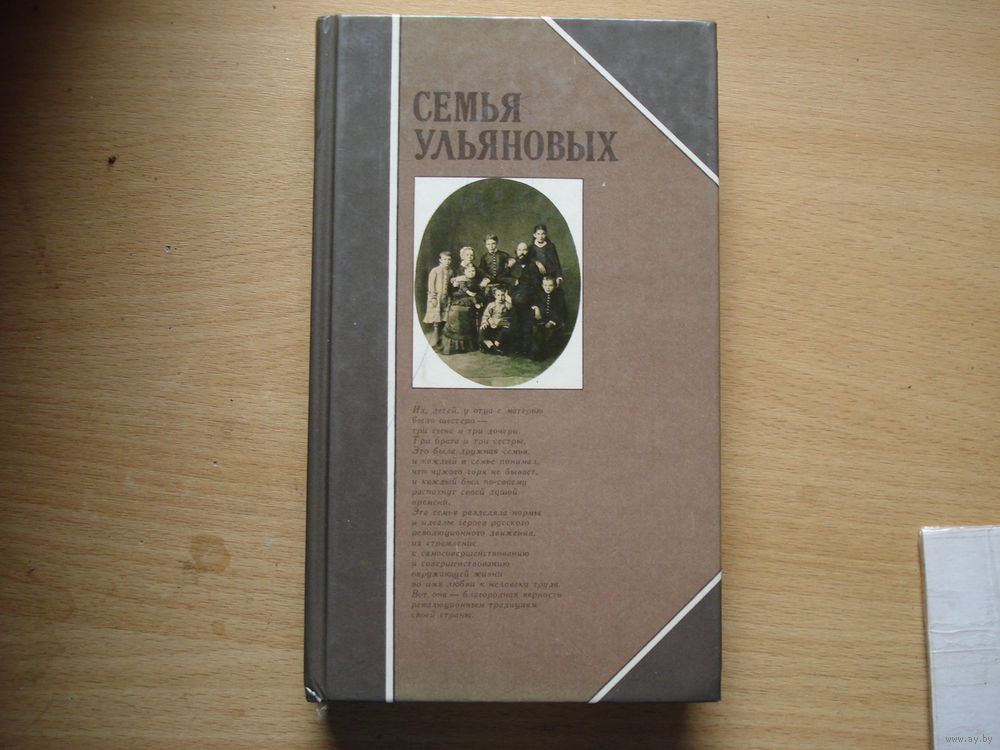 СЕМЬЯ
УЛЬЯНОВЫХ
Их, детей, у отца с матерью
было шестеро —
три сына и три дочери.
Три брата и три сестры.
Это была дружная семья,
и каждый в семье понимал,
что чужого горя не бывает,
и каждый был по-своему
распахнут своей душой
времени.
Эта семья разделяла нормы
и идеалы героев русского
революционного движения,
их стремление
к самосовершенствованию
и совершенствованию
окружающей жизни
во имя любви к человеку труда.
Вот она — благородная верность
революционным традициям
своей страны.
www.ay.by